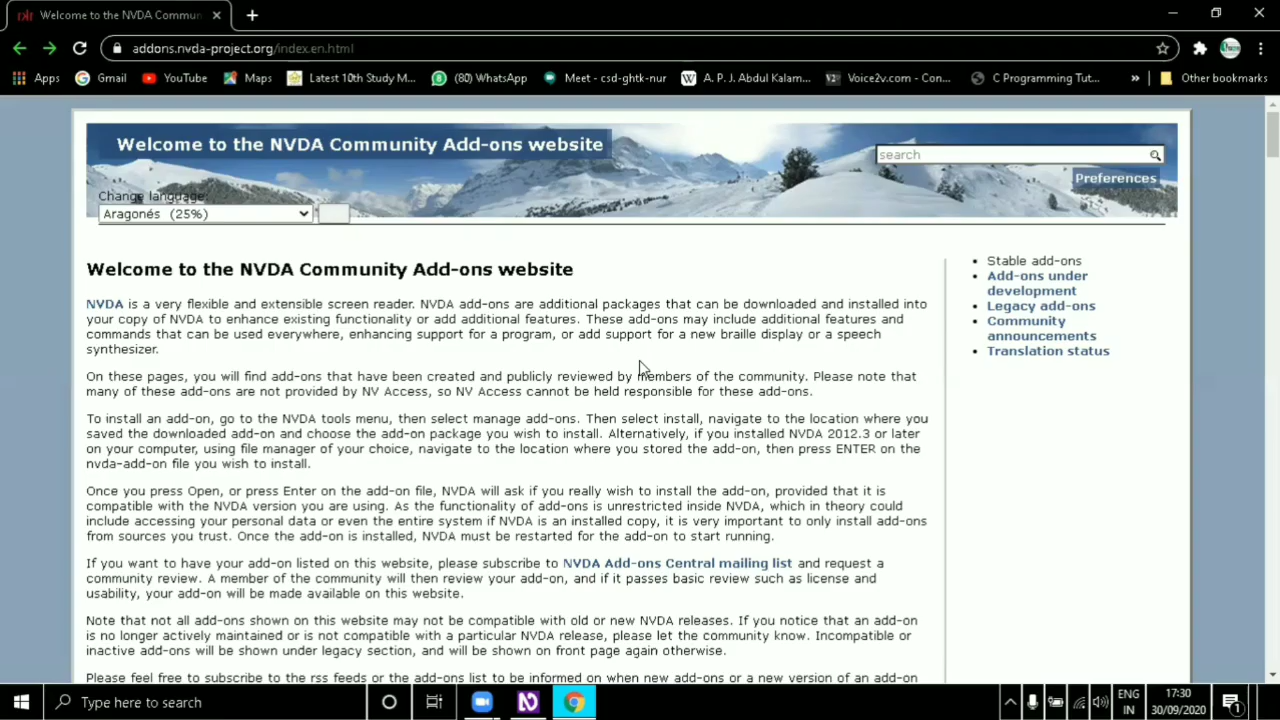 Welcome to the NVDA Commun
addons.nvda-project.org/index.en.html
Apps
Gmail
YouTube
Maps
Latest 10th Study M...
(80) WhatsApp
Meet - csd-ghtk-nur
A. P. J. Abdul Kalam...
Voice2v.com - Con...
C Programming Tut...
»
Other bookmarks
Welcome to the NVDA Community Add-ons website
search
Preferences
Change language:
Aragonés (25%)
Welcome to the NVDA Community Add-ons website
NVDA is a very flexible and extensible screen reader. NVDA add-ons are additional packages that can be downloaded and installed into
your copy of NVDA to enhance existing functionality or add additional features. These add-ons may include additional features and
commands that can be used everywhere, enhancing support for a program, or add support for a new braille display or a speech
synthesizer.
On these pages, you will find add-ons that have been created and publicly reviewed by members of the community. Please note that
many of these add-ons are not provided by NV Access, so NV Access cannot be held responsible for these add-ons.
To install an add-on, go to the NVDA tools menu, then select manage add-ons. Then select install, navigate to the location where you
saved the downloaded add-on and choose the add-on package you wish to install. Alternatively, if you installed NVDA 2012.3 or later
on your computer, using file manager of your choice, navigate to the location where you stored the add-on, then press ENTER on the
nvda-add-on file you wish to install.
Once you press Open, or press Enter on the add-on file, NVDA will ask if you really wish to install the add-on, provided that it is
compatible with the NVDA version you are using. As the functionality of add-ons is unrestricted inside NVDA, which in theory could
include accessing your personal data or even the entire system if NVDA is an installed copy, it is very important to only install add-ons
from sources you trust. Once the add-on is installed, NVDA must be restarted for the add-on to start running.
If you want to have your add-on listed on this website, please subscribe to NVDA Add-ons Central mailing list and request a
community review. A member of the community will then review your add-on, and if it passes basic review such as license and
usability, your add-on will be made available on this website.
Note that not all add-ons shown on this website may not be compatible with old or new NVDA releases. If you notice that an add-on
is no longer actively maintained or is not compatible with a particular NVDA release, please let the community know. Incompatible or
inactive add-ons will be shown under legacy section, and will be shown on front page again otherwise.
Please feel free to subscribe to the rss feeds or the addons list to be informed on when new add-ons or a new version of an add-on
Stable add-ons
Add-ons under
development
Legacy add-ons
Community
announcements
Translation status
Type here to search
ENG
IN
17:30
30/09/2020
1